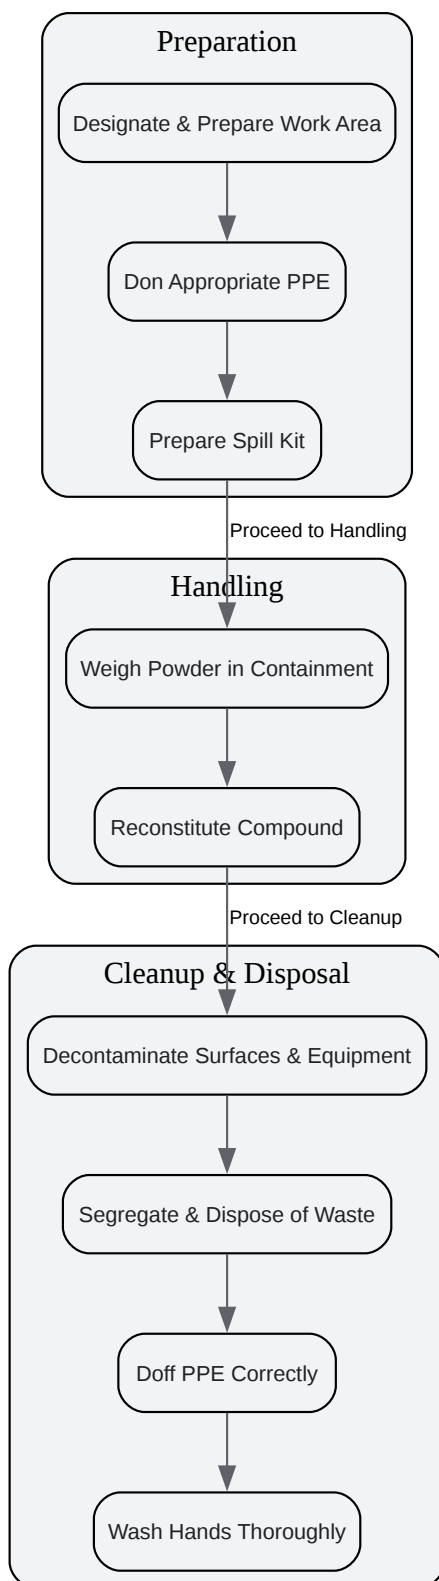 Preparation
Designate & Prepare Work Area
Don Appropriate PPE
Prepare Spill Kit
Proceed to Handling
Handling
Weigh Powder in Containment
Reconstitute Compound
Proceed to Cleanup
Cleanup & Disposal
Decontaminate Surfaces & Equipment
Segregate & Dispose of Waste
Doff PPE Correctly
Wash Hands Thoroughly